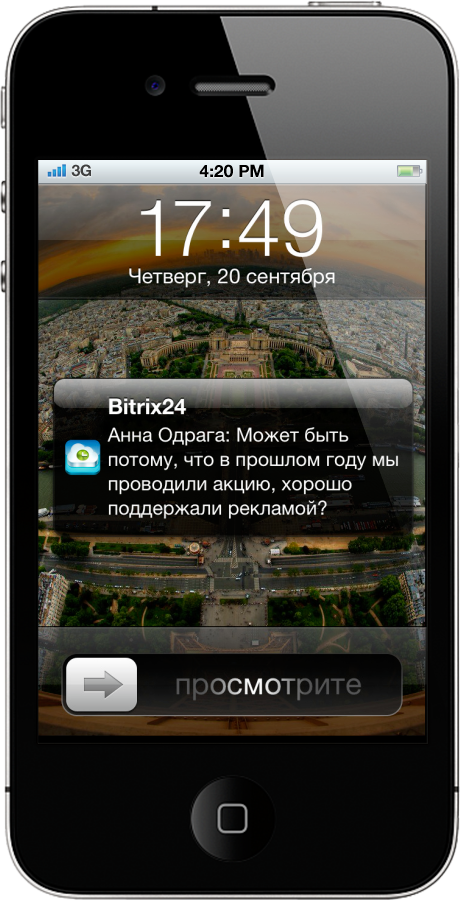 3G 4:20 PM
17:49
Четверг, 20 сентября
Bitrix24
Анна Одрага: Может быть
потому, что в прошлом году мы
проводили акцию, хорошо
поддержали рекламой?
просмотрите